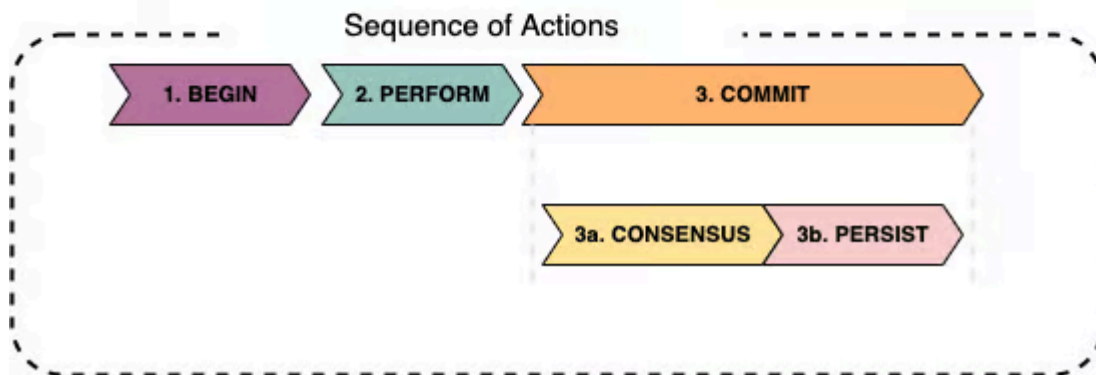 Sequence of Actions
1. BEGIN
2. PERFORM
3. COMMIT
3a. CONSENSUS
3b. PERSIST